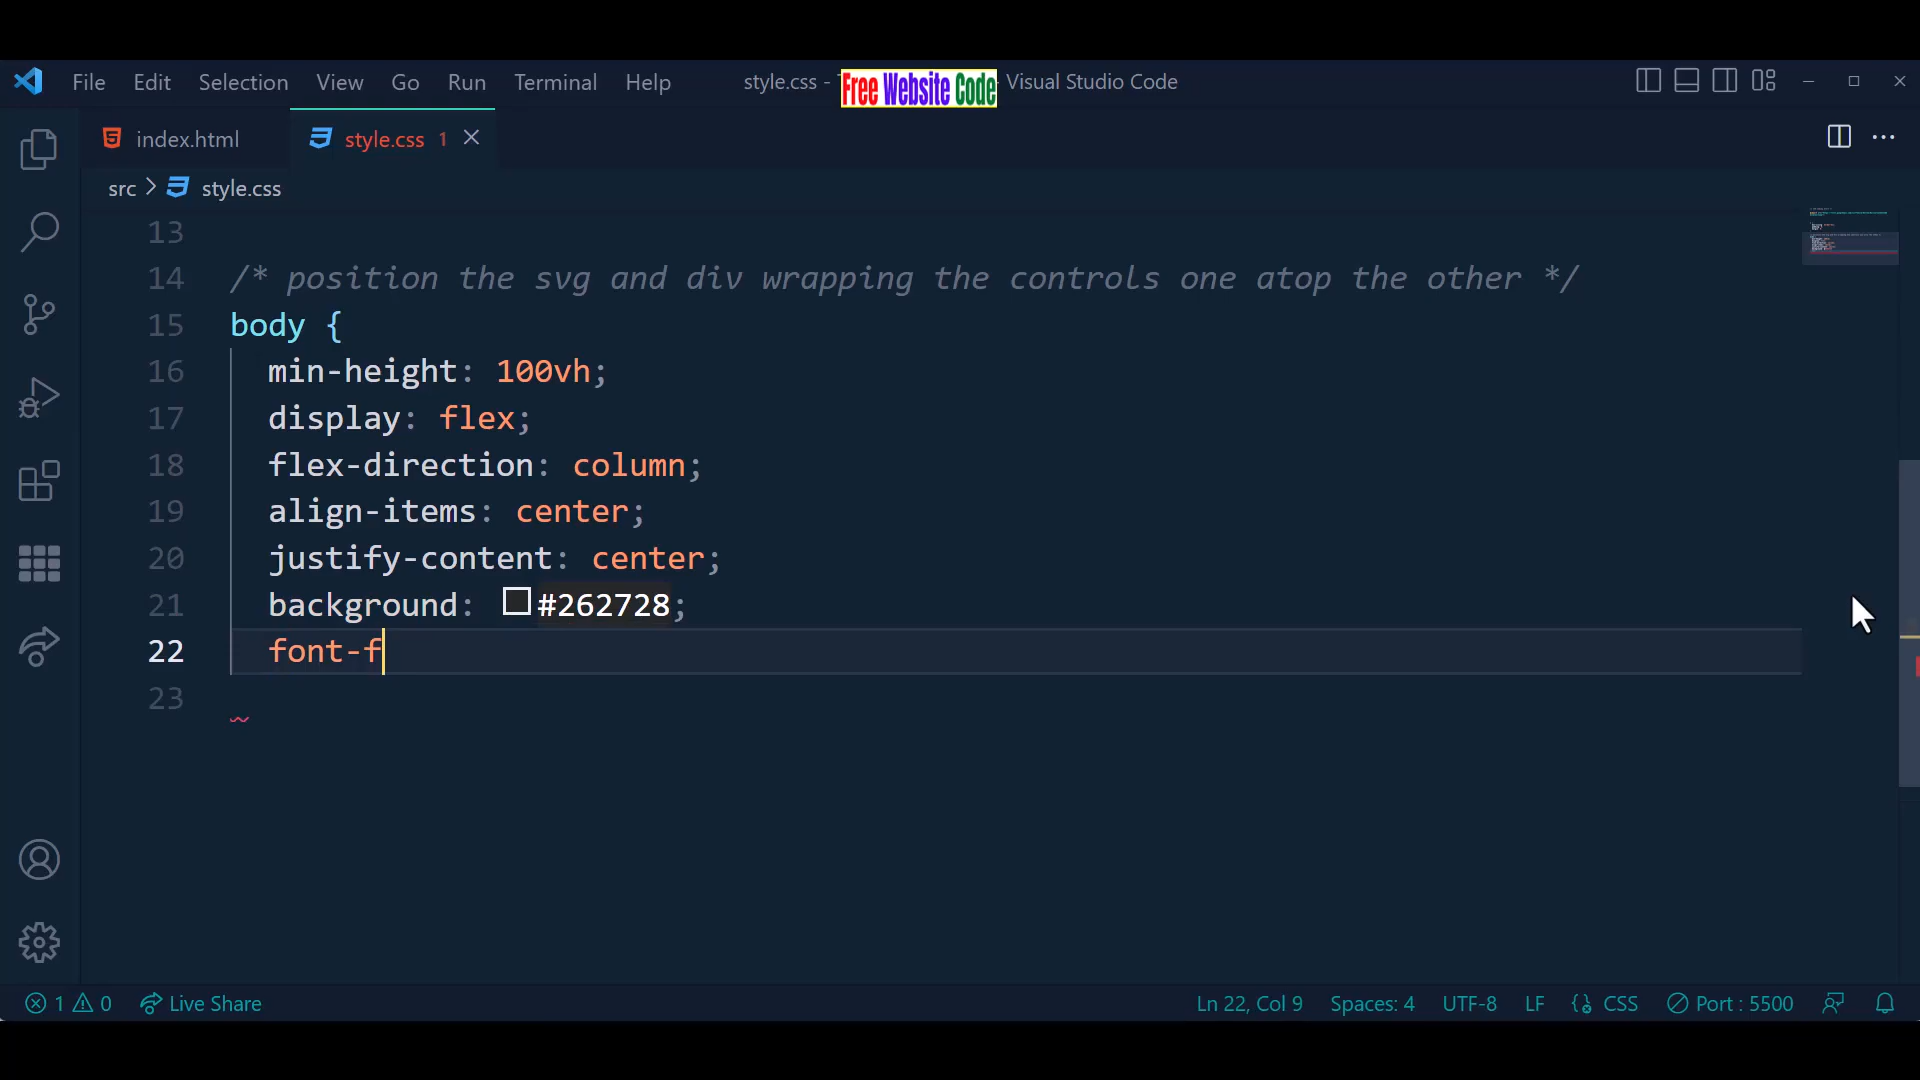 File Edit Selection View Go Run Terminal Help style.css - Free Website Code Visual Studio Code
index.html style.css 1
src > style.css
13
14 /* position the svg and div wrapping the controls one atop the other */
15 body {
16 min-height: 100vh;
17 display: flex;
18 flex-direction: column;
19 align-items: center;
20 justify-content: center;
21 background: #262728;
22 font-f
23
1 0 Live Share Ln 22, Col 9 Spaces: 4 UTF-8 LF {} CSS Port : 5500